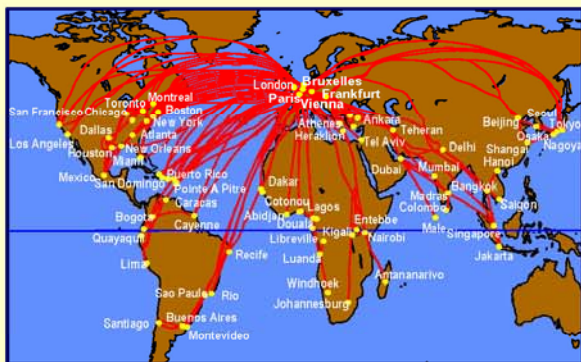 Bruxelles
London
Frankfurt
Paris
Vienna
Montreal
Toronto
Boston
San Francisco
Chicago
New York
Dallas
Atlanta
Los Angeles
New Orleans
Houston
Miami
Mexico
Puerto Rico
San Domingo
Pointe A Pitre
Caracas
Bogota
Cayenne
Quayaquil
Lima
Recife
Sao Paulo
Rio
Santiago
Buenos Aires
Montevideo
Athenes
Ankara
Heraklion
Tel Aviv
Teheran
Dubai
Delhi
Mumbai
Madras
Colombo
Male
Bangkok
Hanoi
Saigon
Singapore
Jakarta
Beijing
Seoul
Tokyo
Osaka
Nagoya
Shangai
Dakar
Cotonou
Lagos
Abidjan
Douala
Libreville
Kigali
Entebbe
Nairobi
Luanda
Windhoek
Johannesburg
Antananarivo